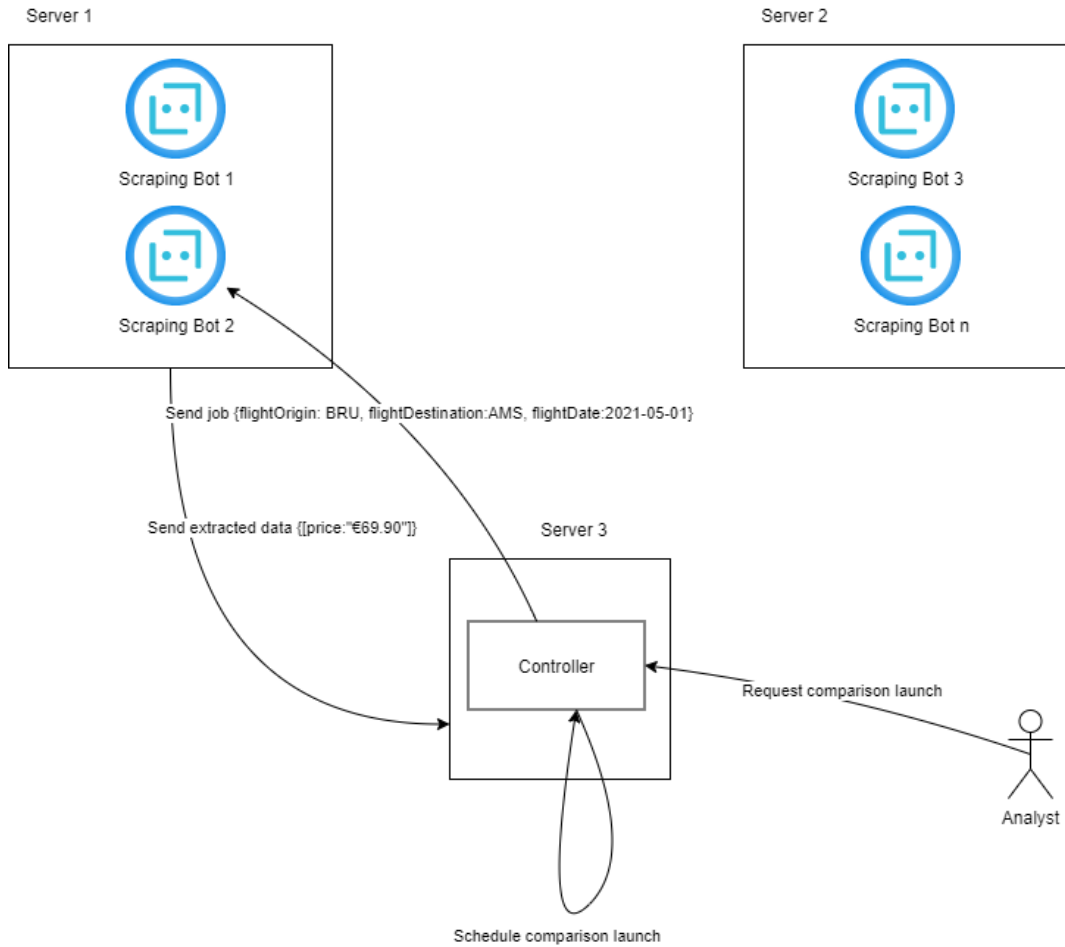 Server 1
Server 2
Scraping Bot 1
Scraping Bot 3
Scraping Bot 2
Scraping Bot n
Send job {flightOrigin: BRU, flightDestination:AMS, flightDate:2021-05-01}
Send extracted data {[price:"€69.90"]}
Server 3
Controller
Request comparison launch
Analyst
Schedule comparison launch